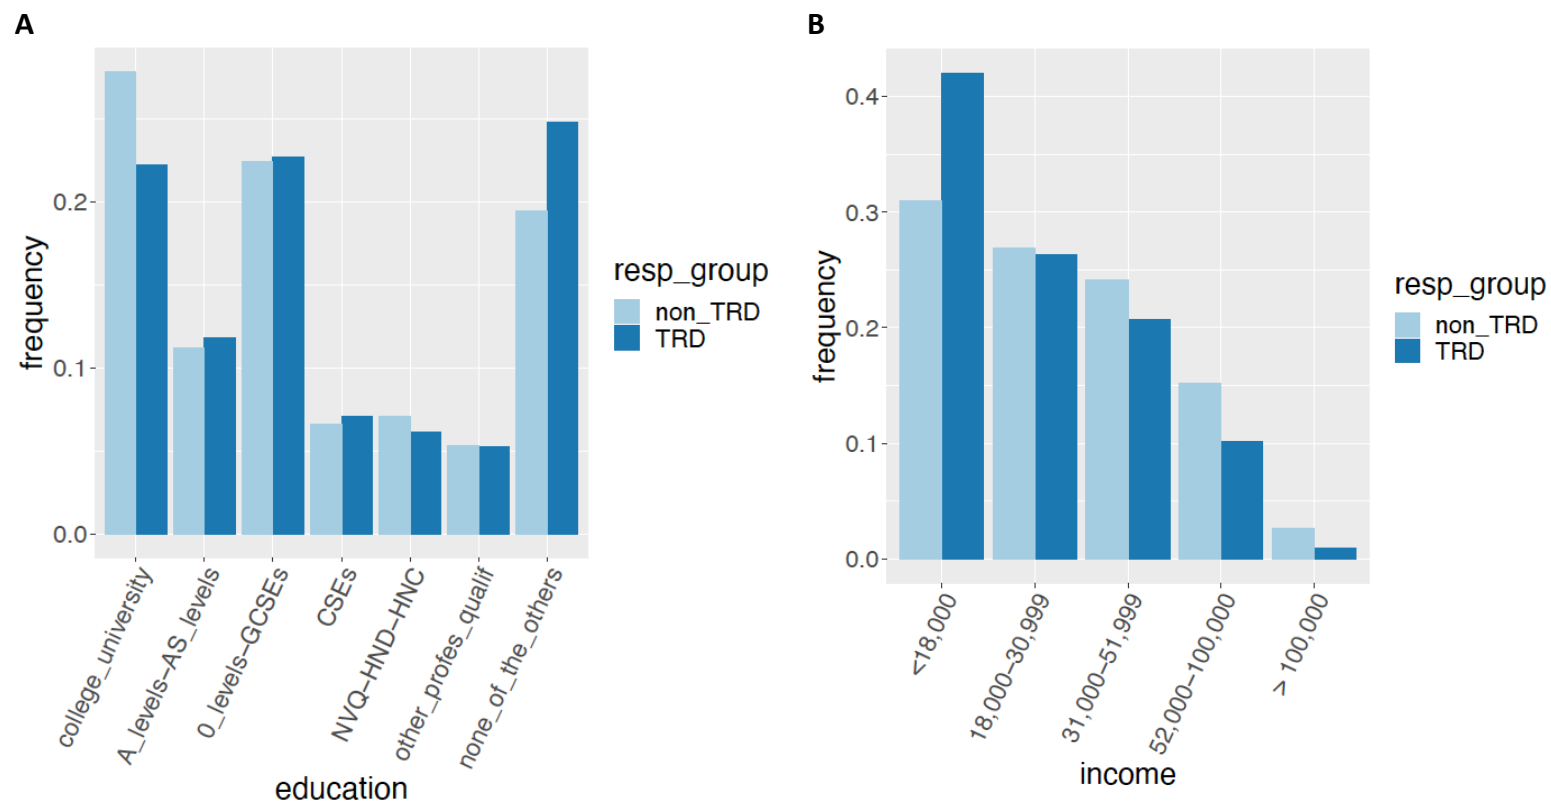 A
frequency
0.2
0.1
0.0
college_university
A_levels−AS_levels
0_levels−GCSEs
CSEs
NVQ−HND−HNC
other_profes_qualif
none_of_the_others
education
resp_group
non_TRD
TRD
B
frequency
0.4
0.3
0.2
0.1
0.0
<18,000
18,000−30,999
31,000−51,999
52,000−100,000
> 100,000
income
resp_group
non_TRD
TRD